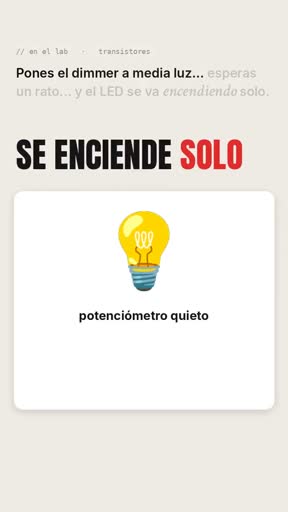 // en el lab · transistores
Pones el dimmer a media luz... esperas
un rato... y el LED se va encendiendo solo.
SE ENCIENDE SOLO
potenciómetro quieto